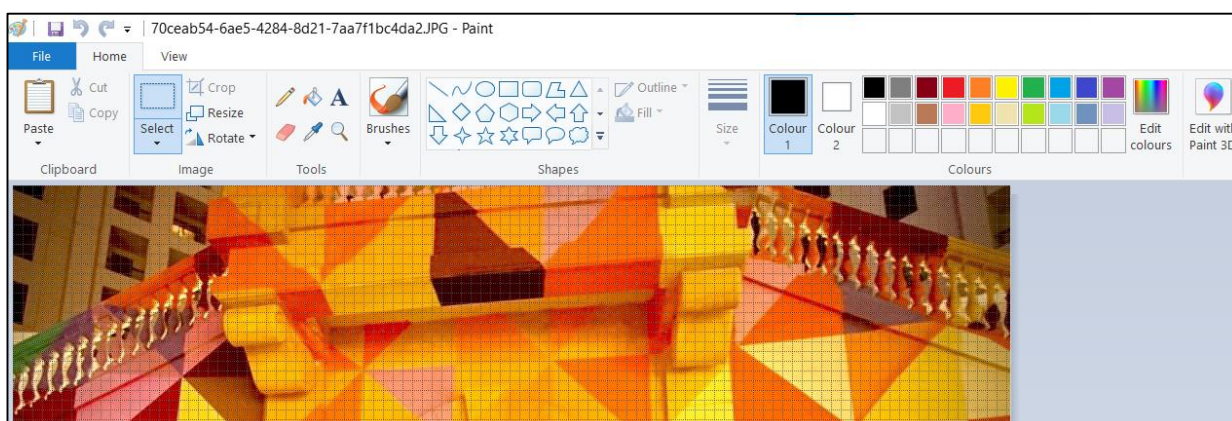 70ceab54-6ae5-4284-8d21-7aa7f1bc4da2.JPG - Paint
File Home View
Paste
Cut
Copy
Clipboard
Select
Crop
Resize
Rotate
Image
A
Tools
Brushes
Outline
Fill
Shapes
Size
Colour 1
Colour 2
Edit colours
Colours
Edit with Paint 3D